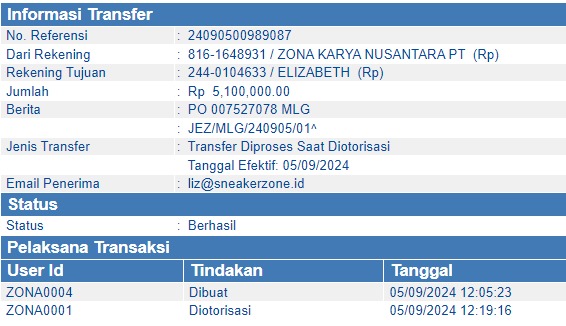 Informasi Transfer
No. Referensi : 24090500989087
Dari Rekening : 816-1648931 / ZONA KARYA NUSANTARA PT (Rp)
Rekening Tujuan : 244-0104633 / ELIZABETH (Rp)
Jumlah : Rp 5,100,000.00
Berita : PO 007527078 MLG
: JEZ/MLG/240905/01^
Jenis Transfer : Transfer Diproses Saat Diotorisasi
Tanggal Efektif: 05/09/2024
Email Penerima : liz@sneakerzone.id
Status
Status : Berhasil
Pelaksana Transaksi
User Id Tindakan Tanggal
ZONA0004 Dibuat 05/09/2024 12:05:23
ZONA0001 Diotorisasi 05/09/2024 12:19:16